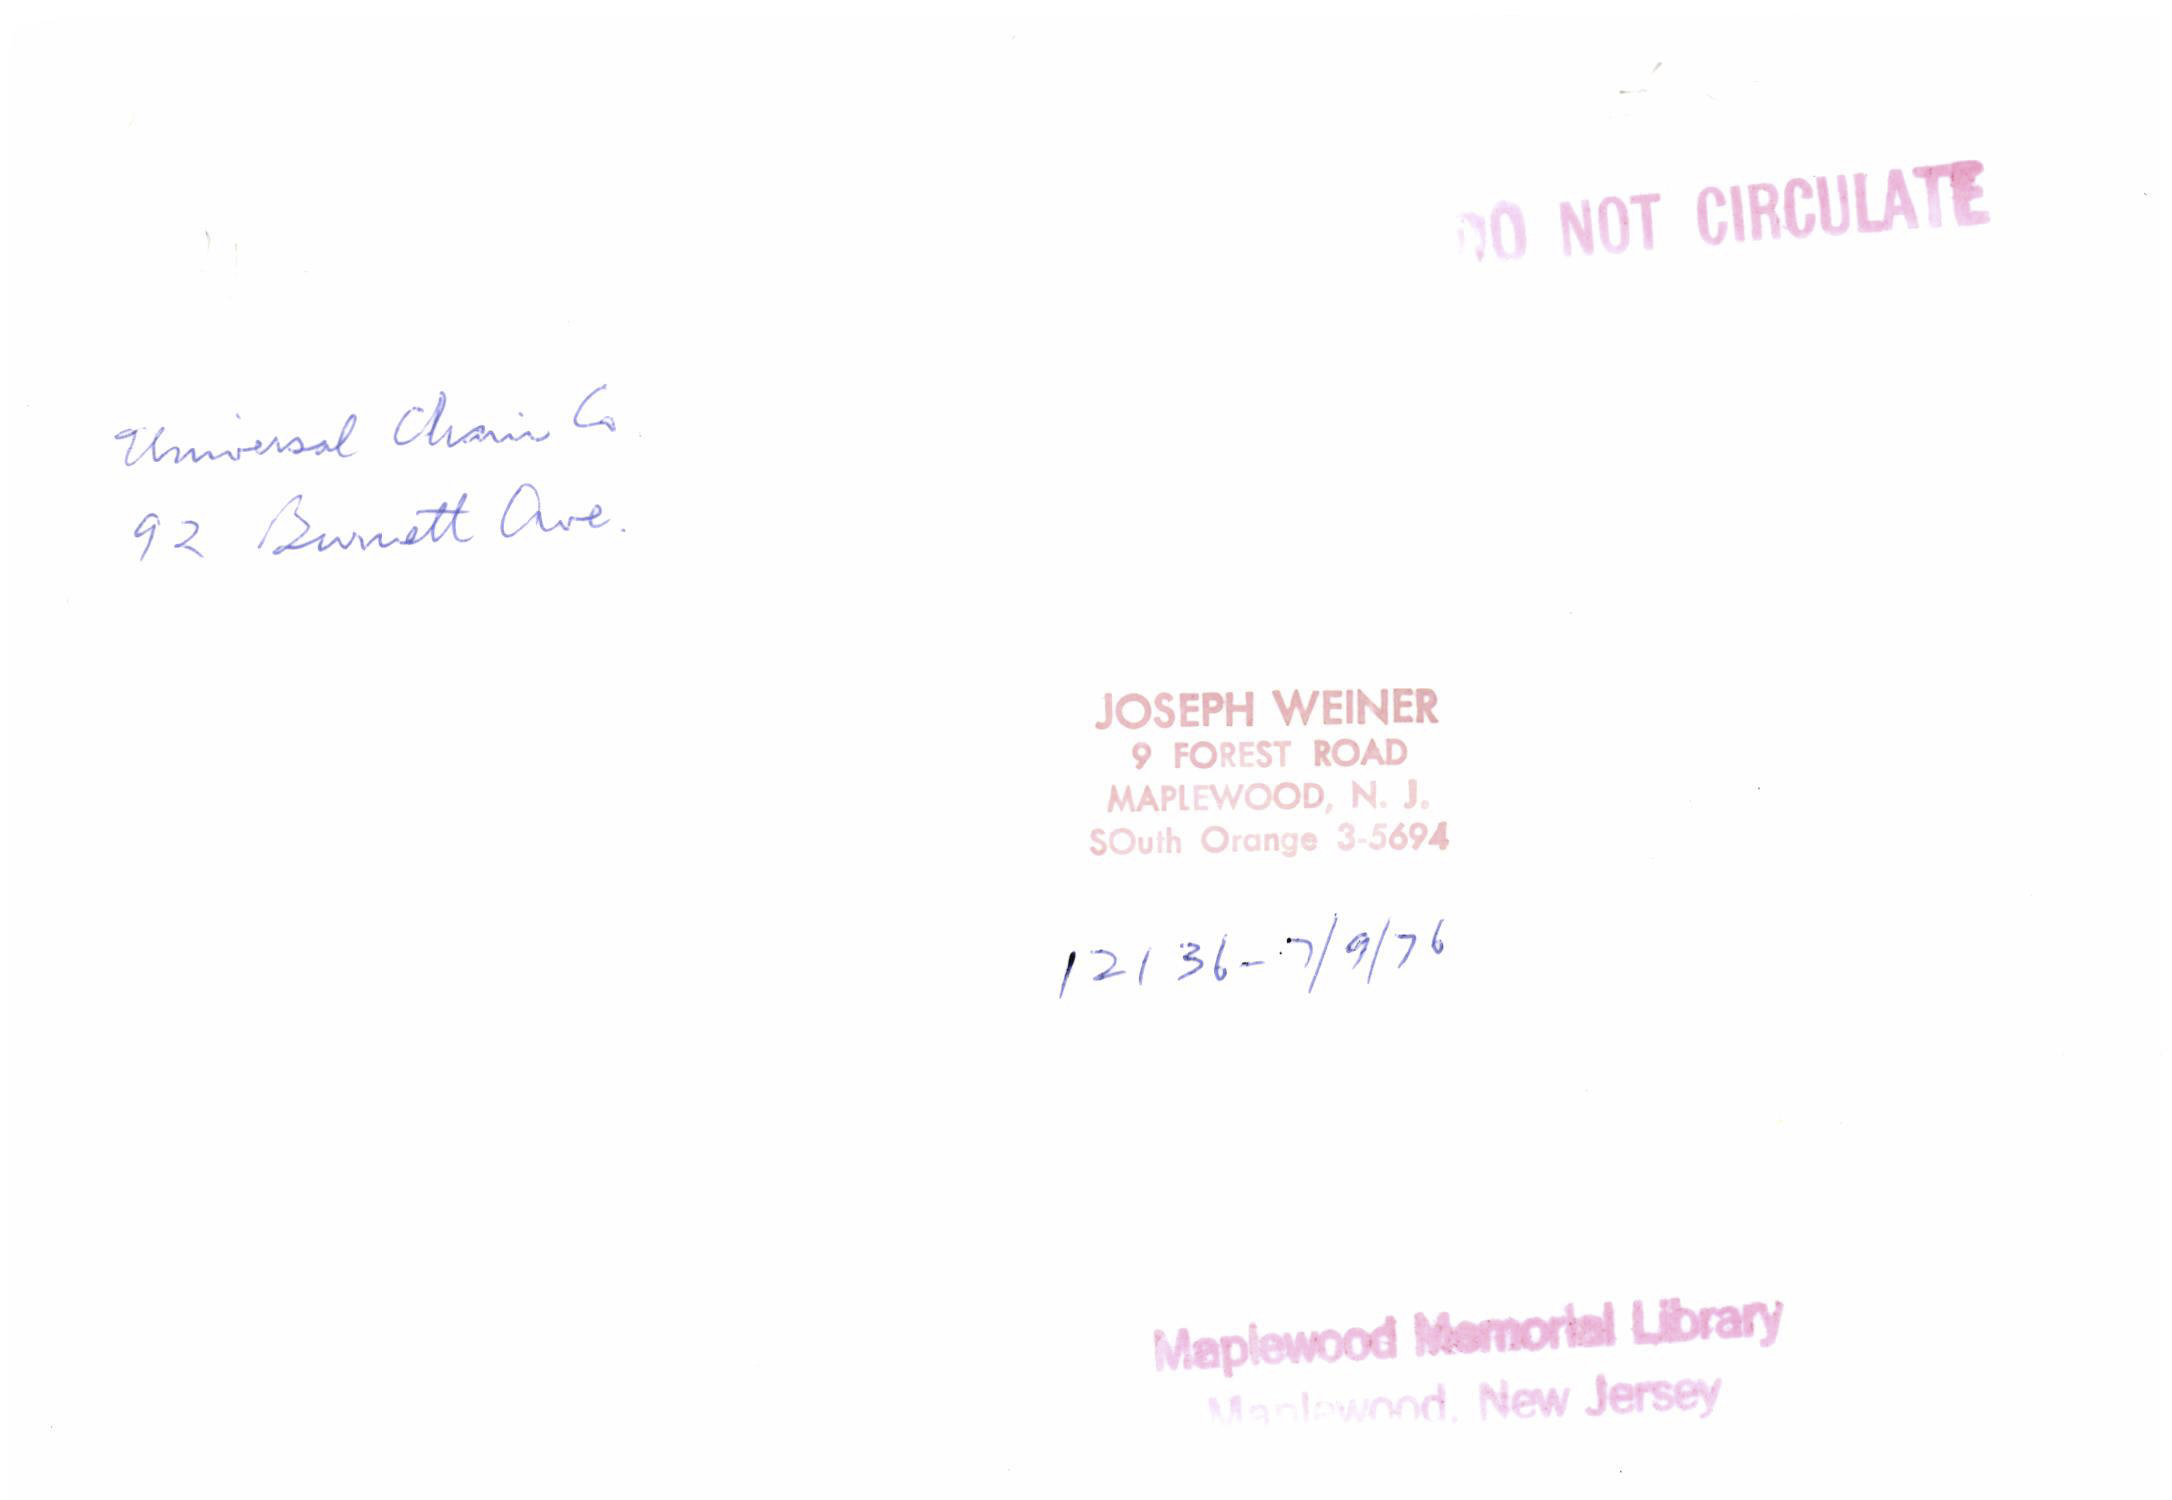 DO NOT CIRCULATE
Universal Chain Co.
92 Burnett Ave.
JOSEPH WEINER
9 FOREST ROAD
MAPLEWOOD, N. J.
SOuth Orange 3-5694
12136-7/9/76
Maplewood Memorial Library
Maplewood, New Jersey